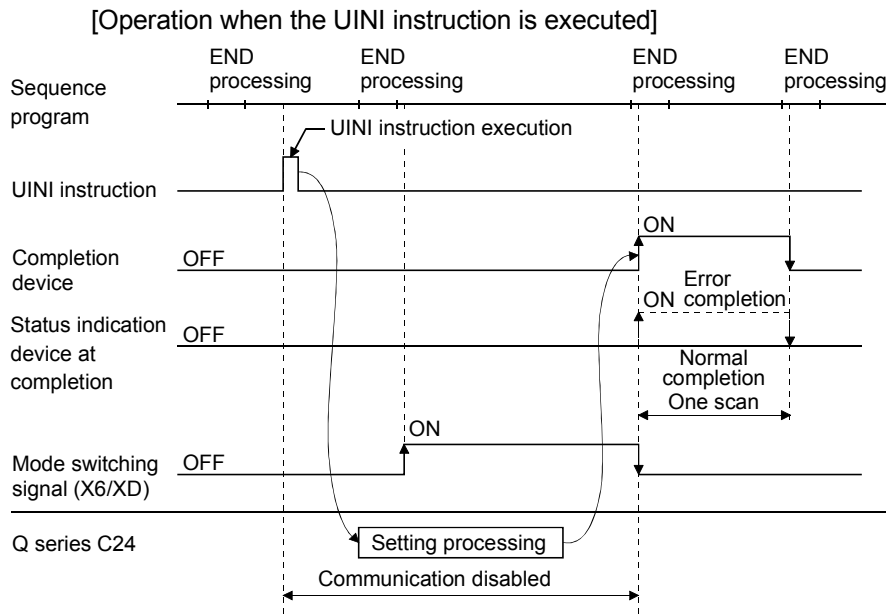 [Operation when the UINI instruction is executed]
END
processing
END
processing
END
processing
END
processing
Sequence
program
UINI instruction execution
UINI instruction
ON
Completion
device
OFF
Error
ON completion
Status indication
device at
completion
OFF
Normal
completion
One scan
ON
Mode switching
signal (X6/XD)
OFF
Q series C24
Setting processing
Communication disabled